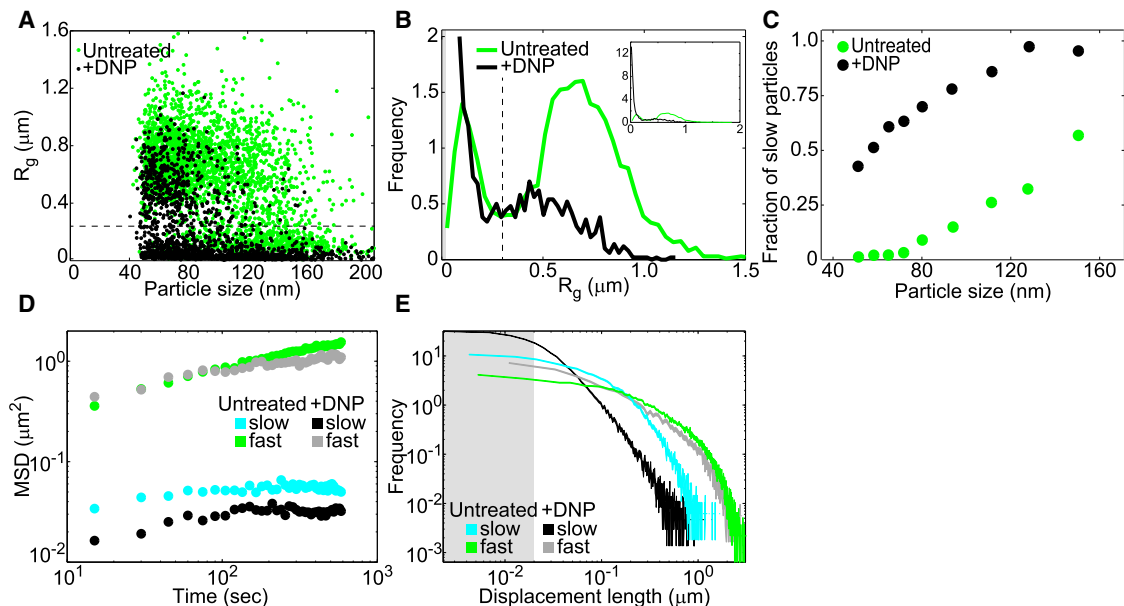 A
1.6
1.2
0.8
0.4
0
R_g (μm)
Untreated
+DNP
0 40 80 120 160 200
Particle size (nm)
B
2
1.5
1
0.5
0
Frequency
Untreated
+DNP
12
8
4
0
0 1 2
0 0.5 1.0 1.5
R_g (μm)
C
1.0
0.75
0.5
0.25
0
Fraction of slow particles
Untreated
+DNP
40 80 120 160
Particle size (nm)
D
10^0
10^-1
10^-2
MSD (μm^2)
Untreated +DNP
slow slow
fast fast
10^1 10^2 10^3
Time (sec)
E
10^1
10^0
10^-1
10^-2
10^-3
Frequency
Untreated +DNP
slow slow
fast fast
10^-2 10^-1 10^0
Displacement length (μm)